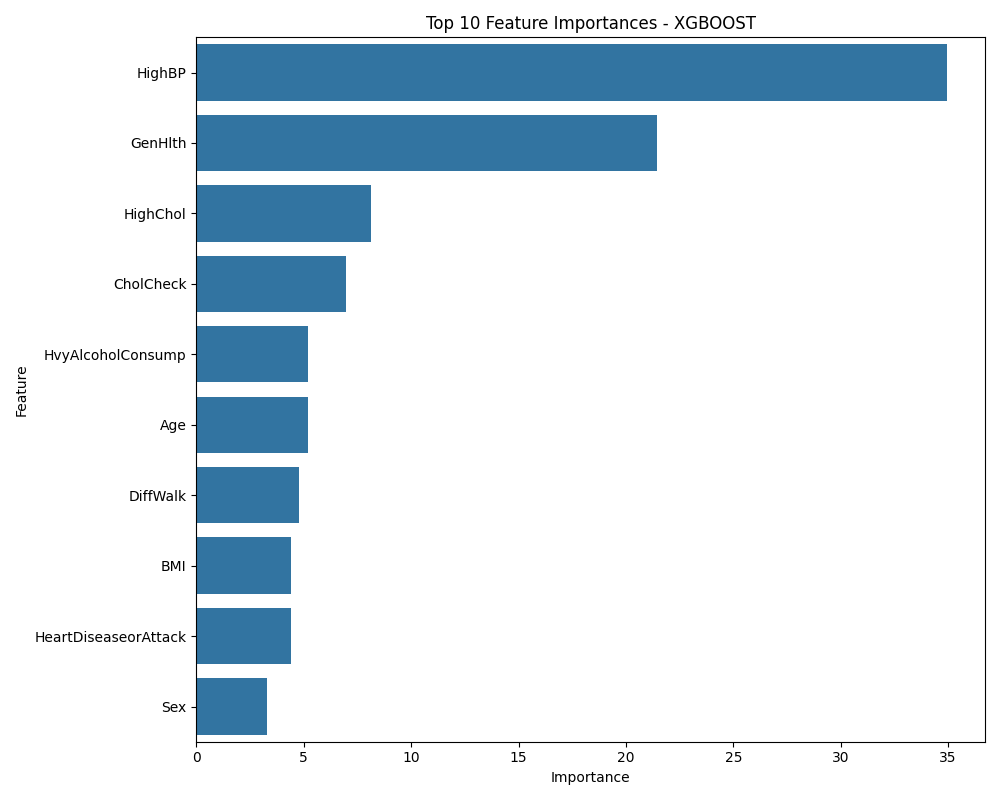 Top 10 Feature Importances - XGBOOST
Feature
HighBP
GenHlth
HighChol
CholCheck
HvyAlcoholConsump
Age
DiffWalk
BMI
HeartDiseaseorAttack
Sex
0 5 10 15 20 25 30 35
Importance